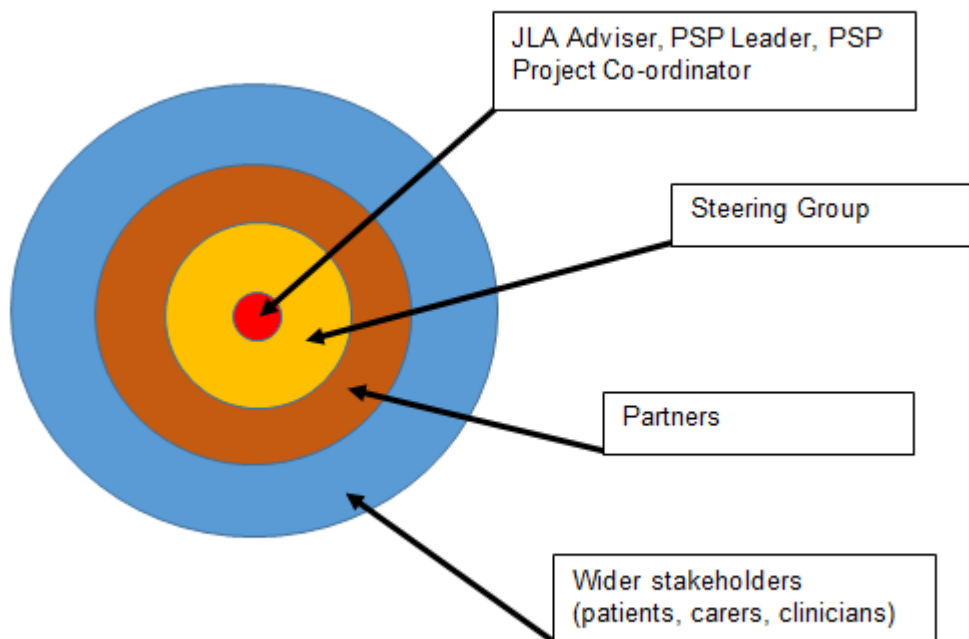 JLA Adviser, PSP Leader, PSP
Project Co-ordinator
Steering Group
Partners
Wider stakeholders
(patients, carers, clinicians)